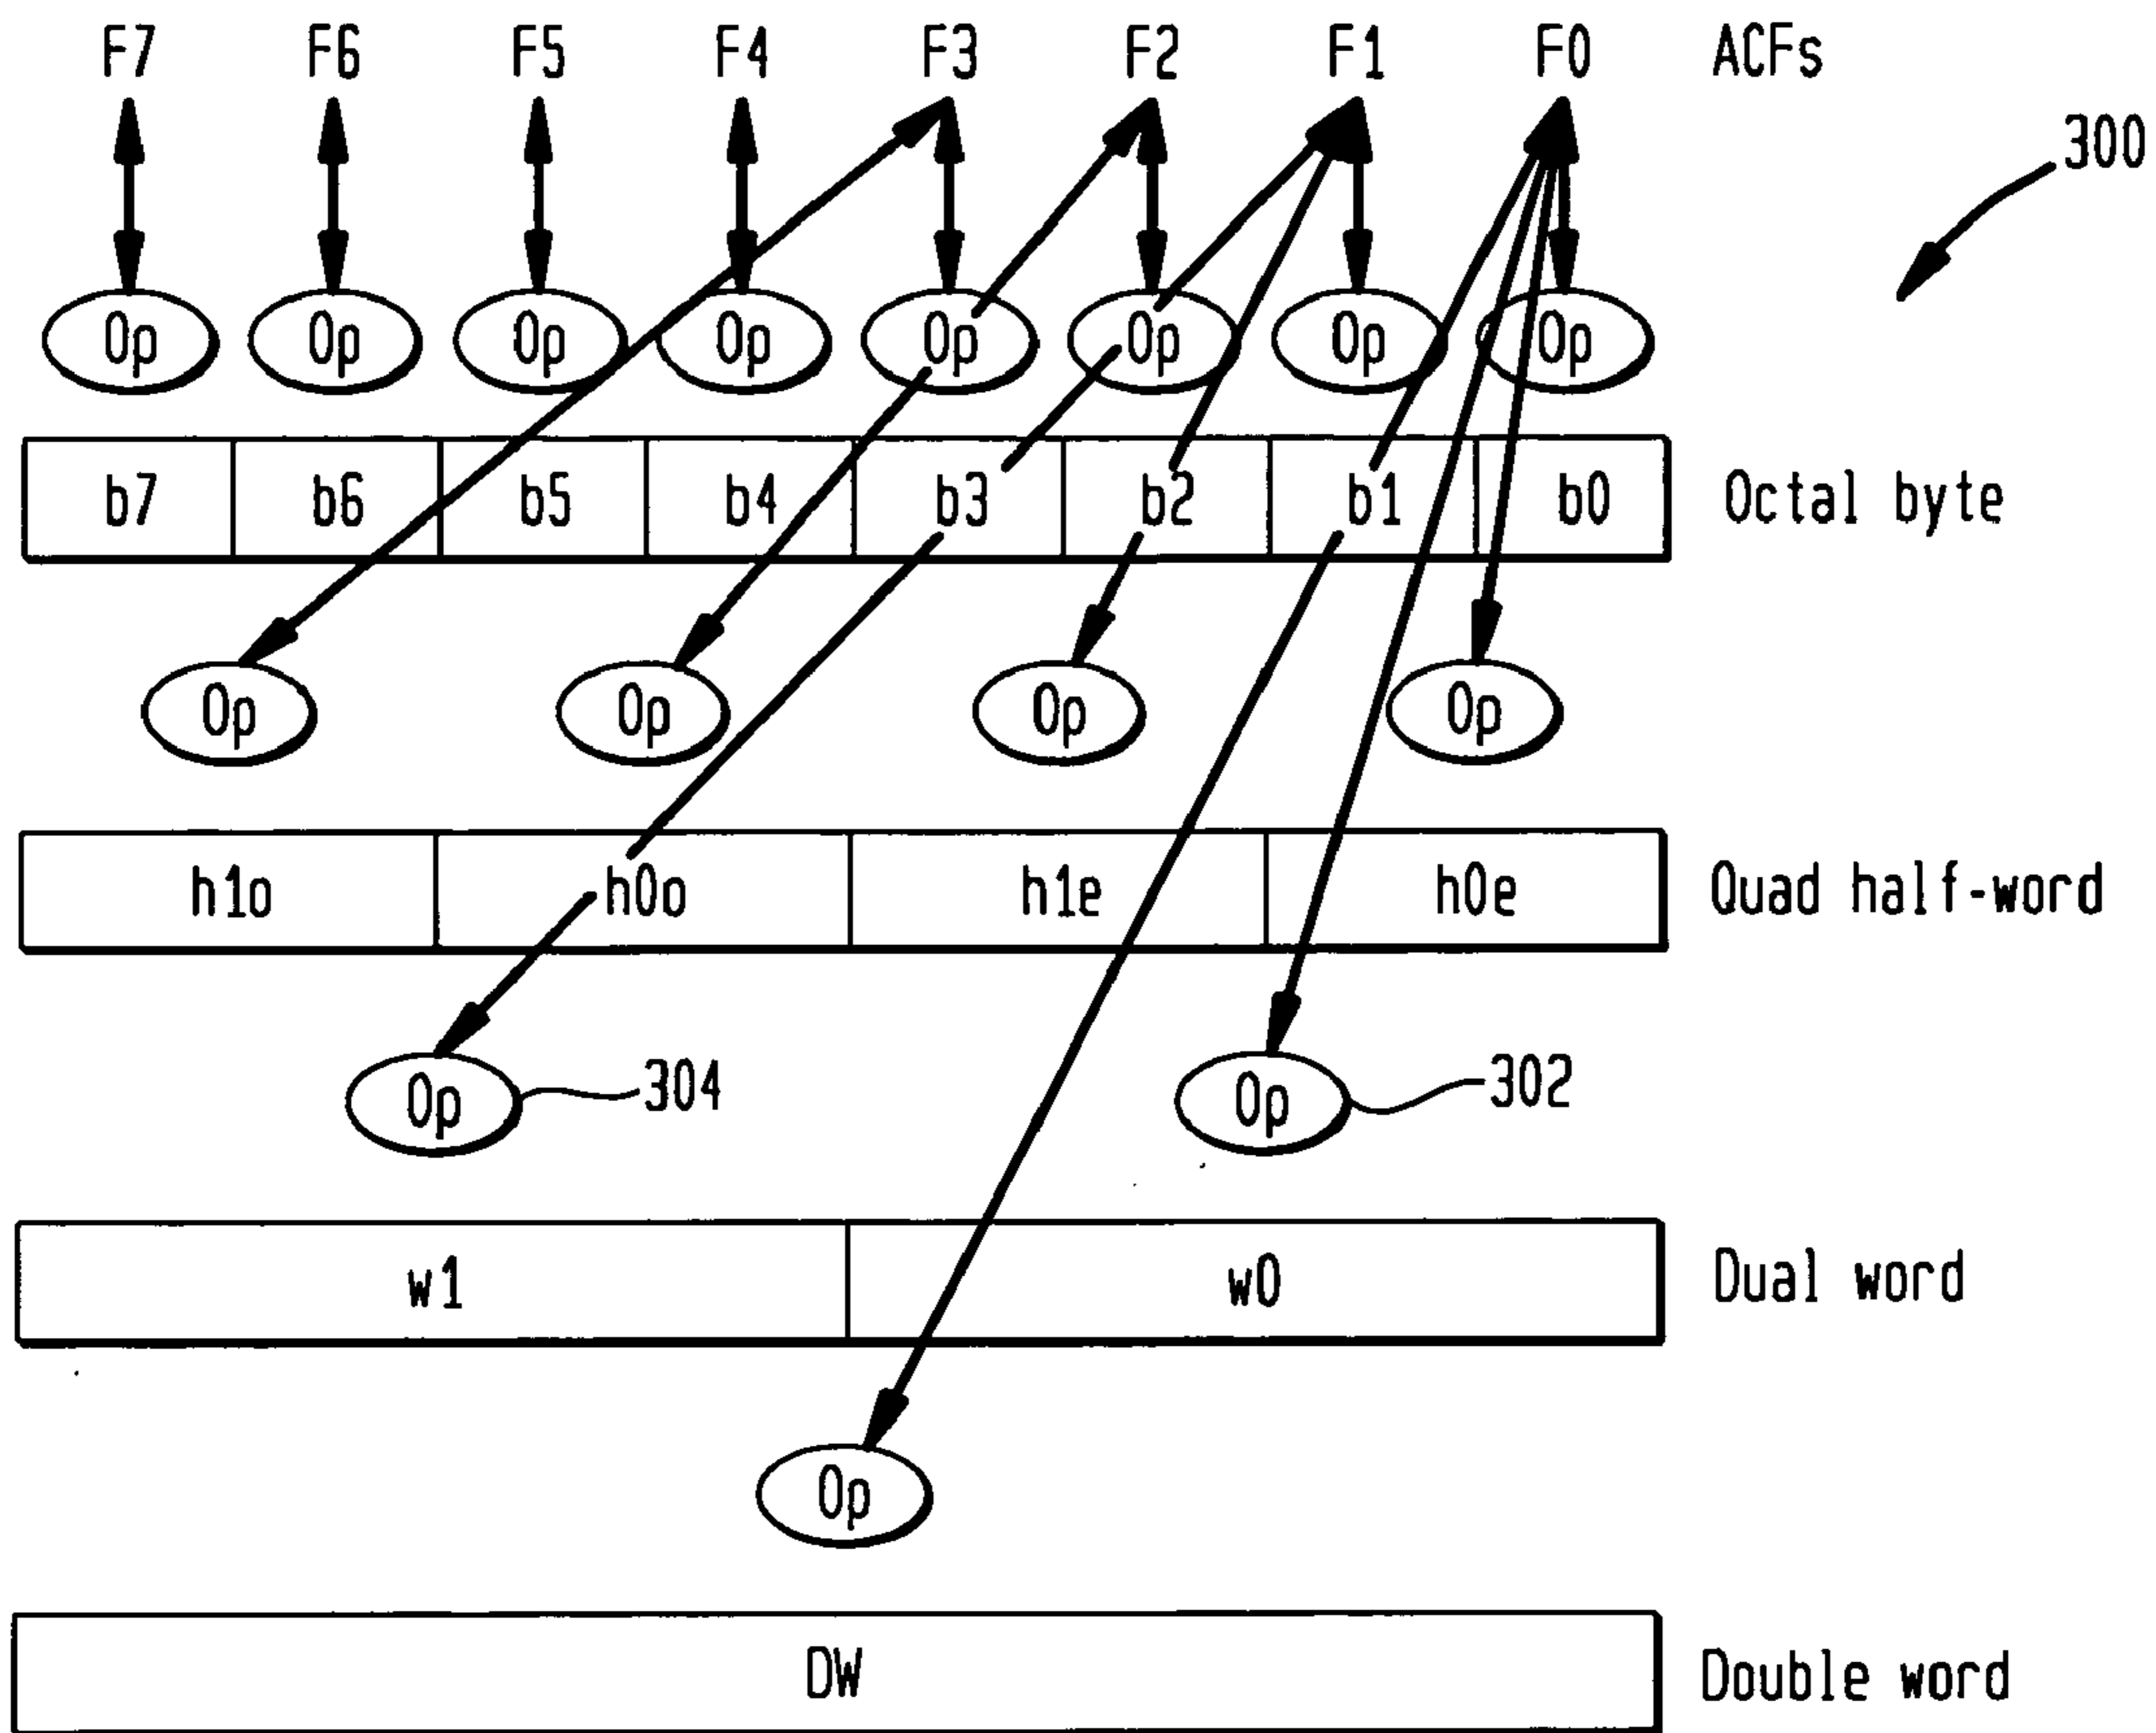 F7 F6 F5 F4 F3 F2 F1 F0 ACFs
300
Op Op Op Op Op Op Op Op
b7 b6 b5 b4 b3 b2 b1 b0 Octal byte
Op Op Op Op
h1o h0o h1e h0e Quad half-word
Op 304 Op 302
w1 w0 Dual word
Op
DW Double word